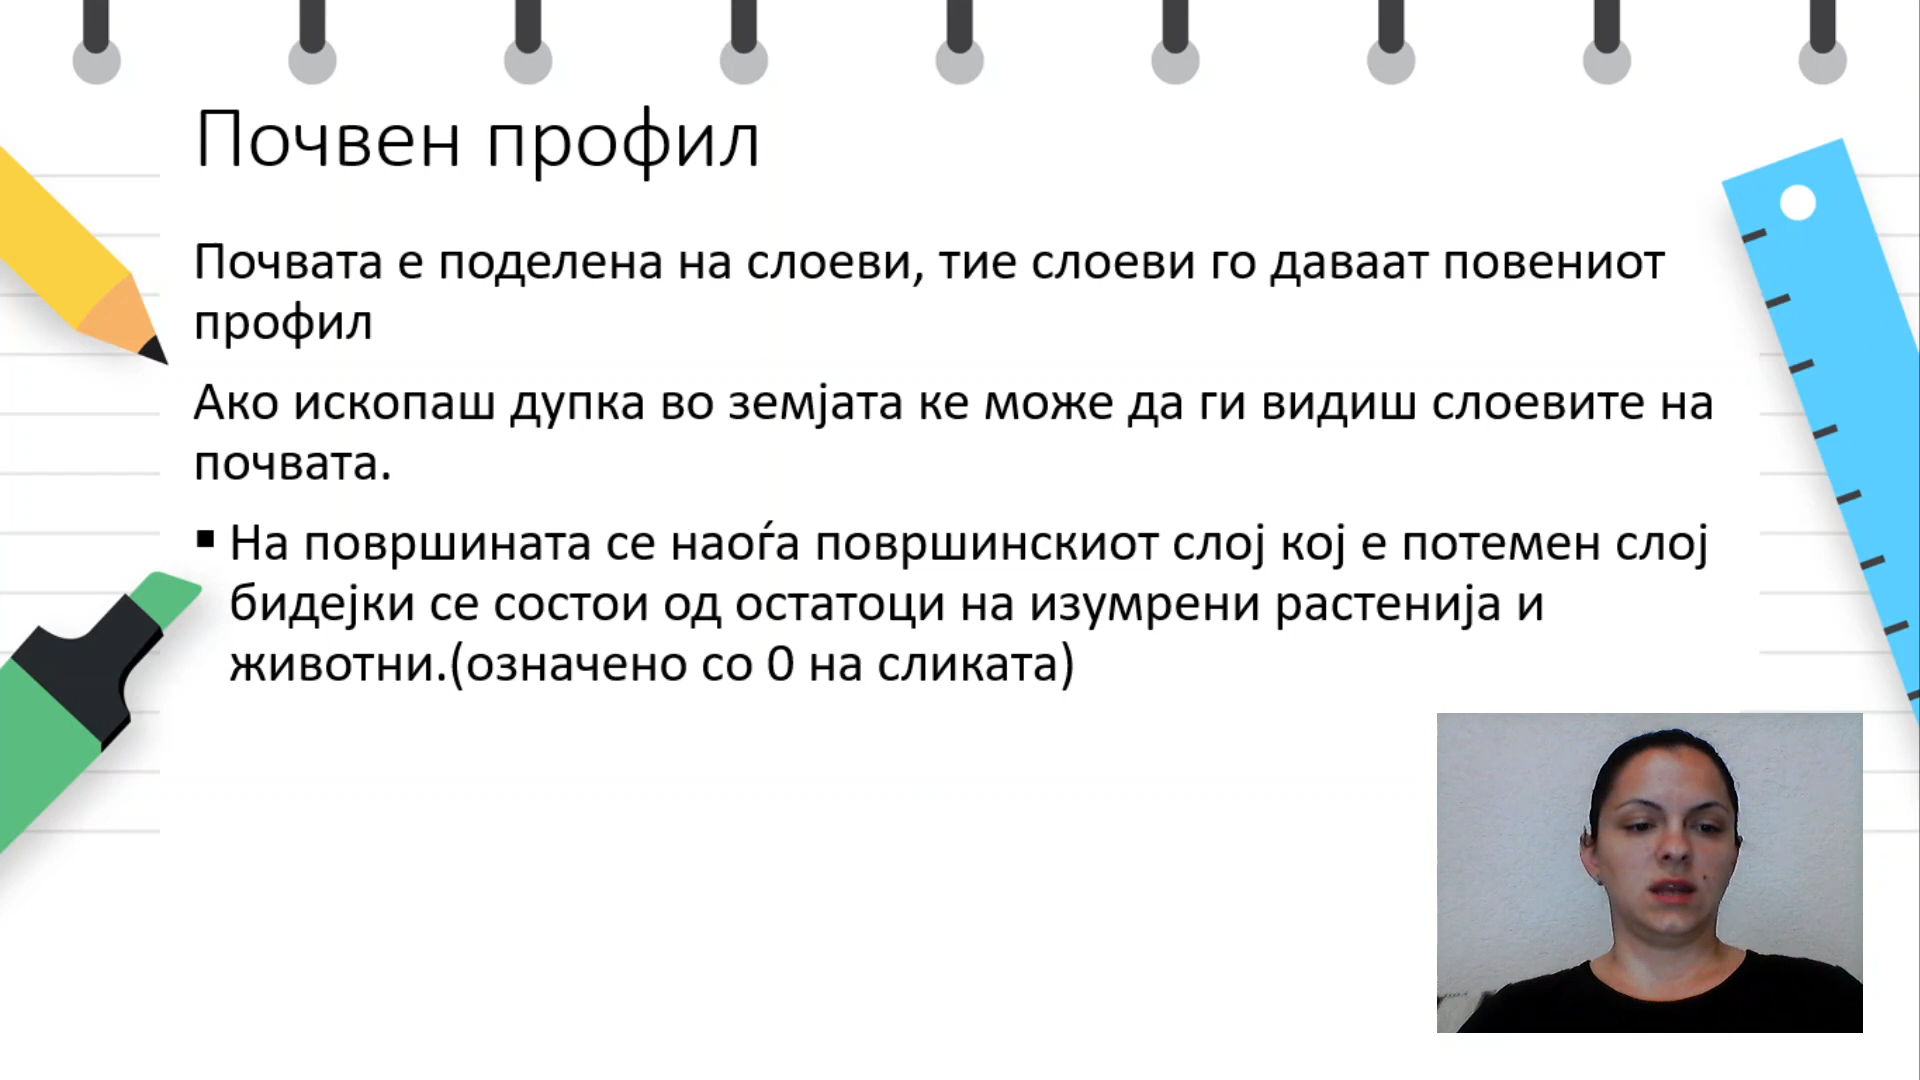 Почвен профил
Почвата е поделена на слоеви, тие слоеви го даваат повениот
профил
Ако ископаш дупка во земјата ке може да ги видиш слоевите на
почвата.
▪ На површината се наоѓа површинскиот слој кој е потемен слој
бидејки се состои од остатоци на изумрени растенија и
животни.(означено со 0 на сликата)